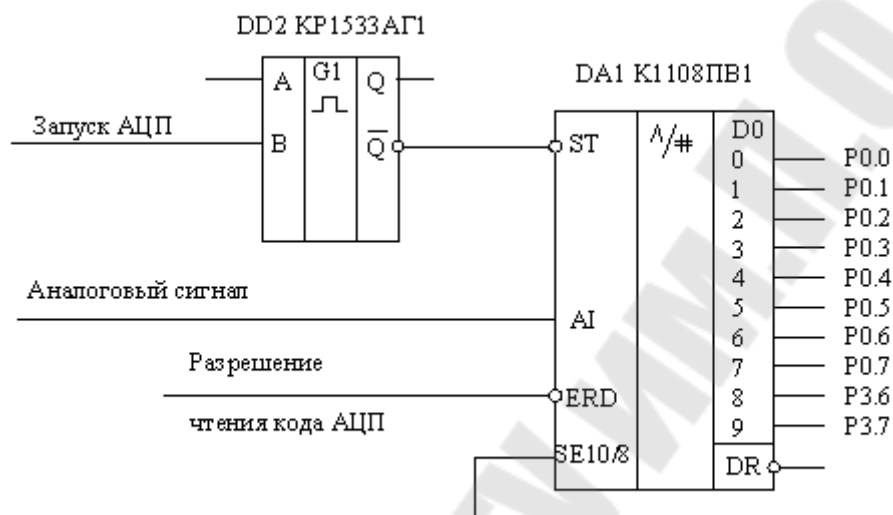 DD2 КР1533АГ1
A
G1
Q
B
Q
Запуск АЦП
DA1 К1108ПВ1
ST
Λ/#
D0
0
1
2
3
4
5
6
7
8
9
AI
ERD
SE10/8
DR
P0.0
P0.1
P0.2
P0.3
P0.4
P0.5
P0.6
P0.7
P3.6
P3.7
Аналоговый сигнал
Разрешение
чтения кода АЦП